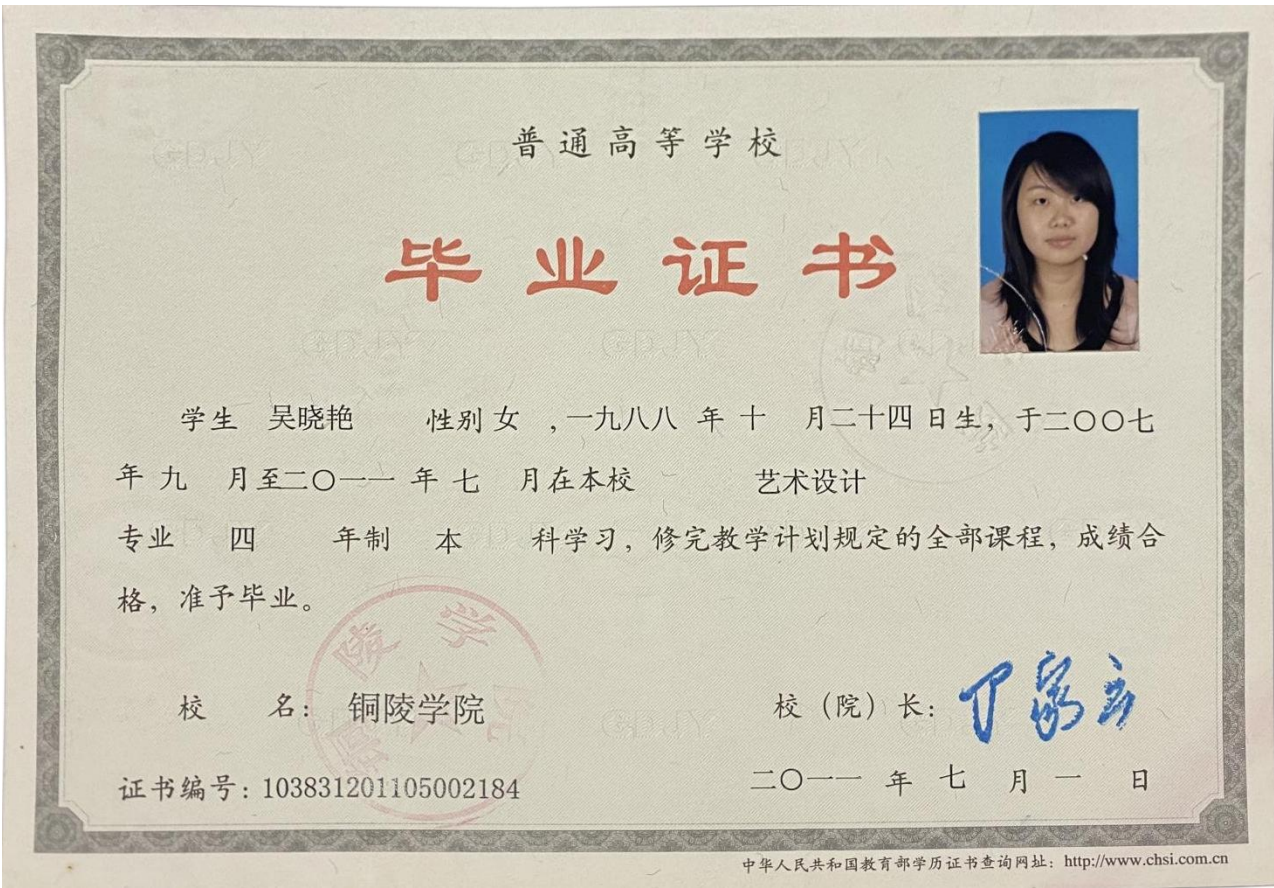 普通高等学校
毕业证书
学生 吴晓艳 性别 女 ,一九八八 年 十 月二十四 日生,于二〇〇七
年 九 月至二〇一一 年 七 月在本校 艺术设计
专业 四 年制 本 科学习,修完教学计划规定的全部课程,成绩合
格,准予毕业。
校 名: 铜陵学院
校(院)长: 丁家云
证书编号: 103831201105002184
二〇一一 年 七 月 一 日
中华人民共和国教育部学历证书查询网址: http://www.chsi.com.cn